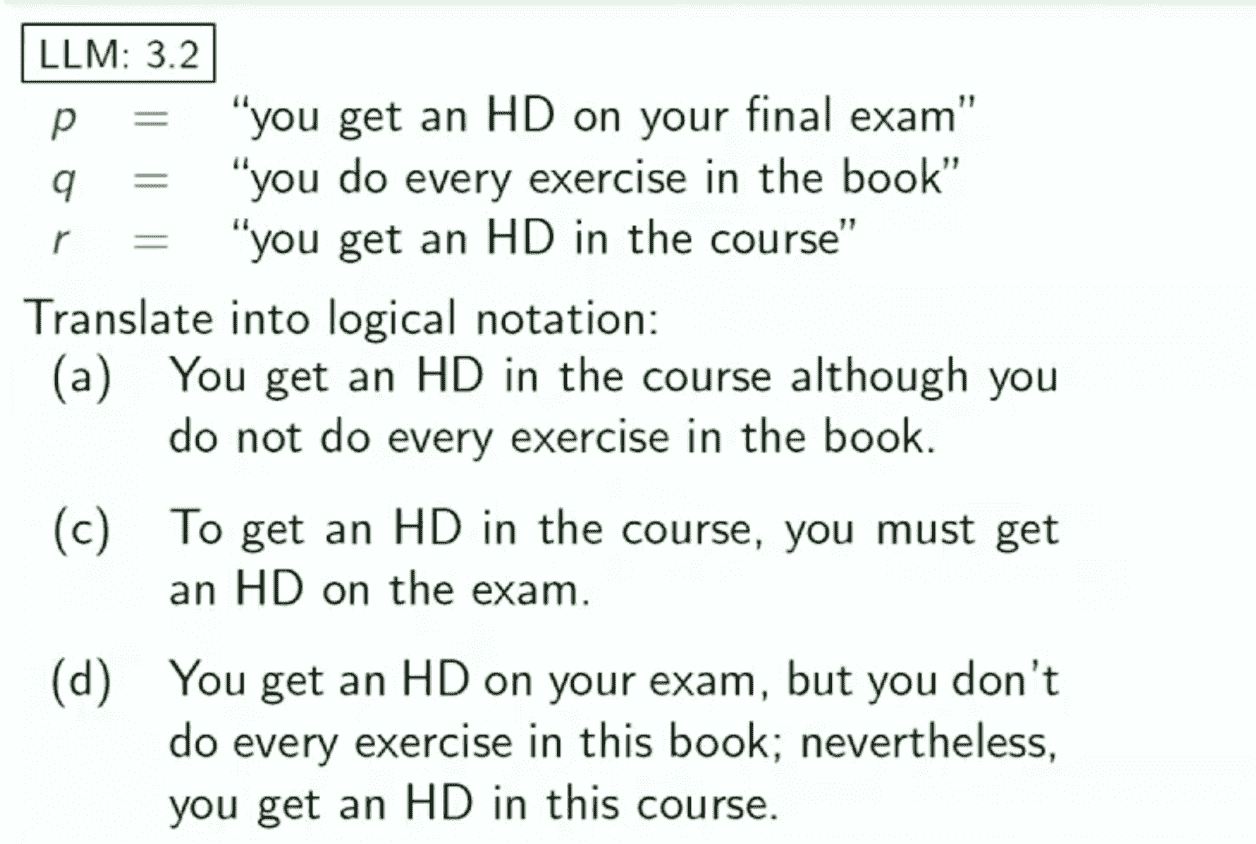 LLM: 3.2
p = “you get an HD on your final exam”
q = “you do every exercise in the book”
r = “you get an HD in the course”
Translate into logical notation:
(a) You get an HD in the course although you
do not do every exercise in the book.
(c) To get an HD in the course, you must get
an HD on the exam.
(d) You get an HD on your exam, but you don't
do every exercise in this book; nevertheless,
you get an HD in this course.